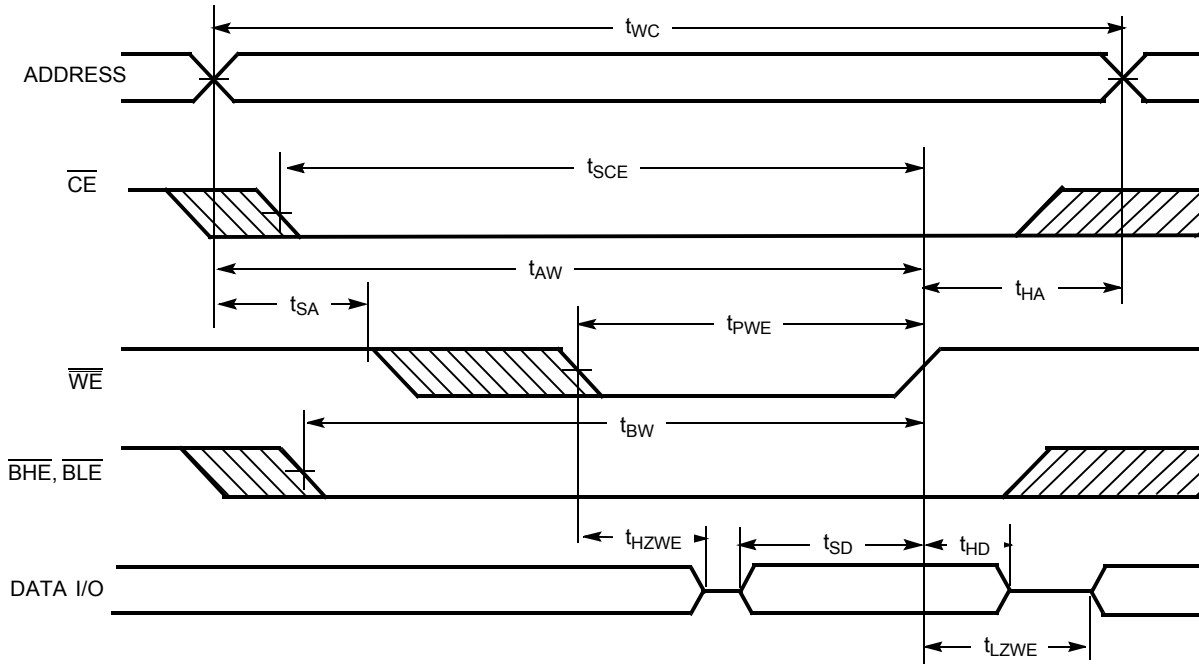 tWC
ADDRESS
CE
tSCE
tAW
tSA
tHA
tPWE
WE
tBW
BHE, BLE
tHZWE
tSD
tHD
DATA I/O
tLZWE